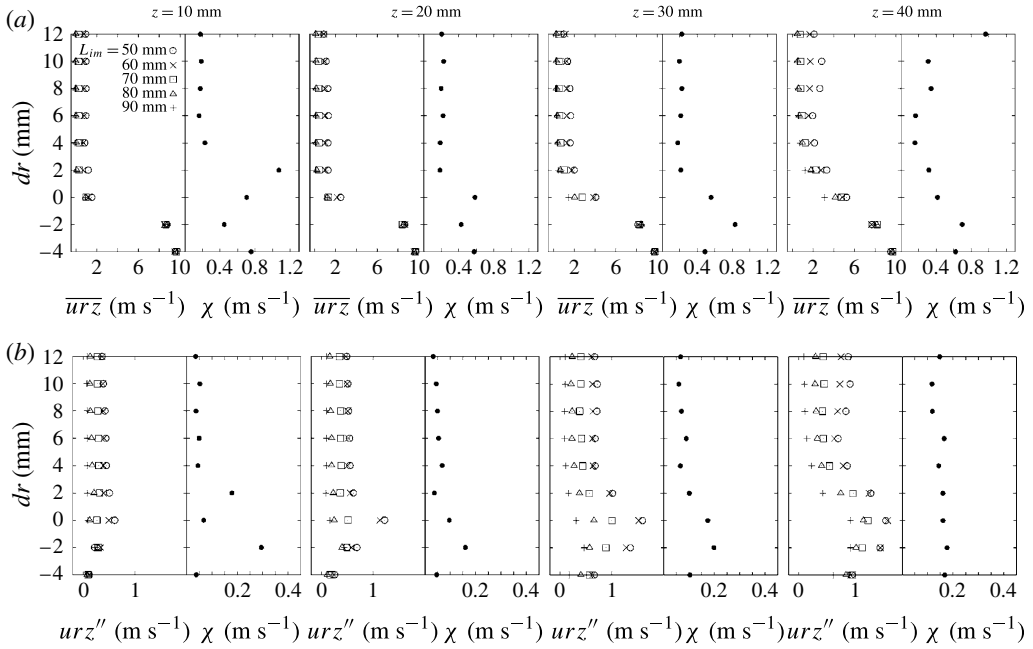 (a) z = 10 mm z = 20 mm z = 30 mm z = 40 mm
12
L_im = 50 mm ○
10 60 mm ×
70 mm □
8 80 mm △
90 mm +
6
4
dr (mm)
2
0
−2
−4
2 6 10 0.4 0.8 1.2 2 6 10 0.4 0.8 1.2 2 6 10 0.4 0.8 1.2 2 6 10 0.4 0.8 1.2
urz (m s⁻¹) χ (m s⁻¹) urz (m s⁻¹) χ (m s⁻¹) urz (m s⁻¹) χ (m s⁻¹) urz (m s⁻¹) χ (m s⁻¹)
(b)
12
10
8
6
4
dr (mm)
2
0
−2
−4
0 1 0.2 0.4 0 1 0.2 0.4 0 1 0.2 0.4 0 1 0.2 0.4
urz″ (m s⁻¹) χ (m s⁻¹) urz″ (m s⁻¹) χ (m s⁻¹) urz″ (m s⁻¹) χ (m s⁻¹) urz″ (m s⁻¹) χ (m s⁻¹)